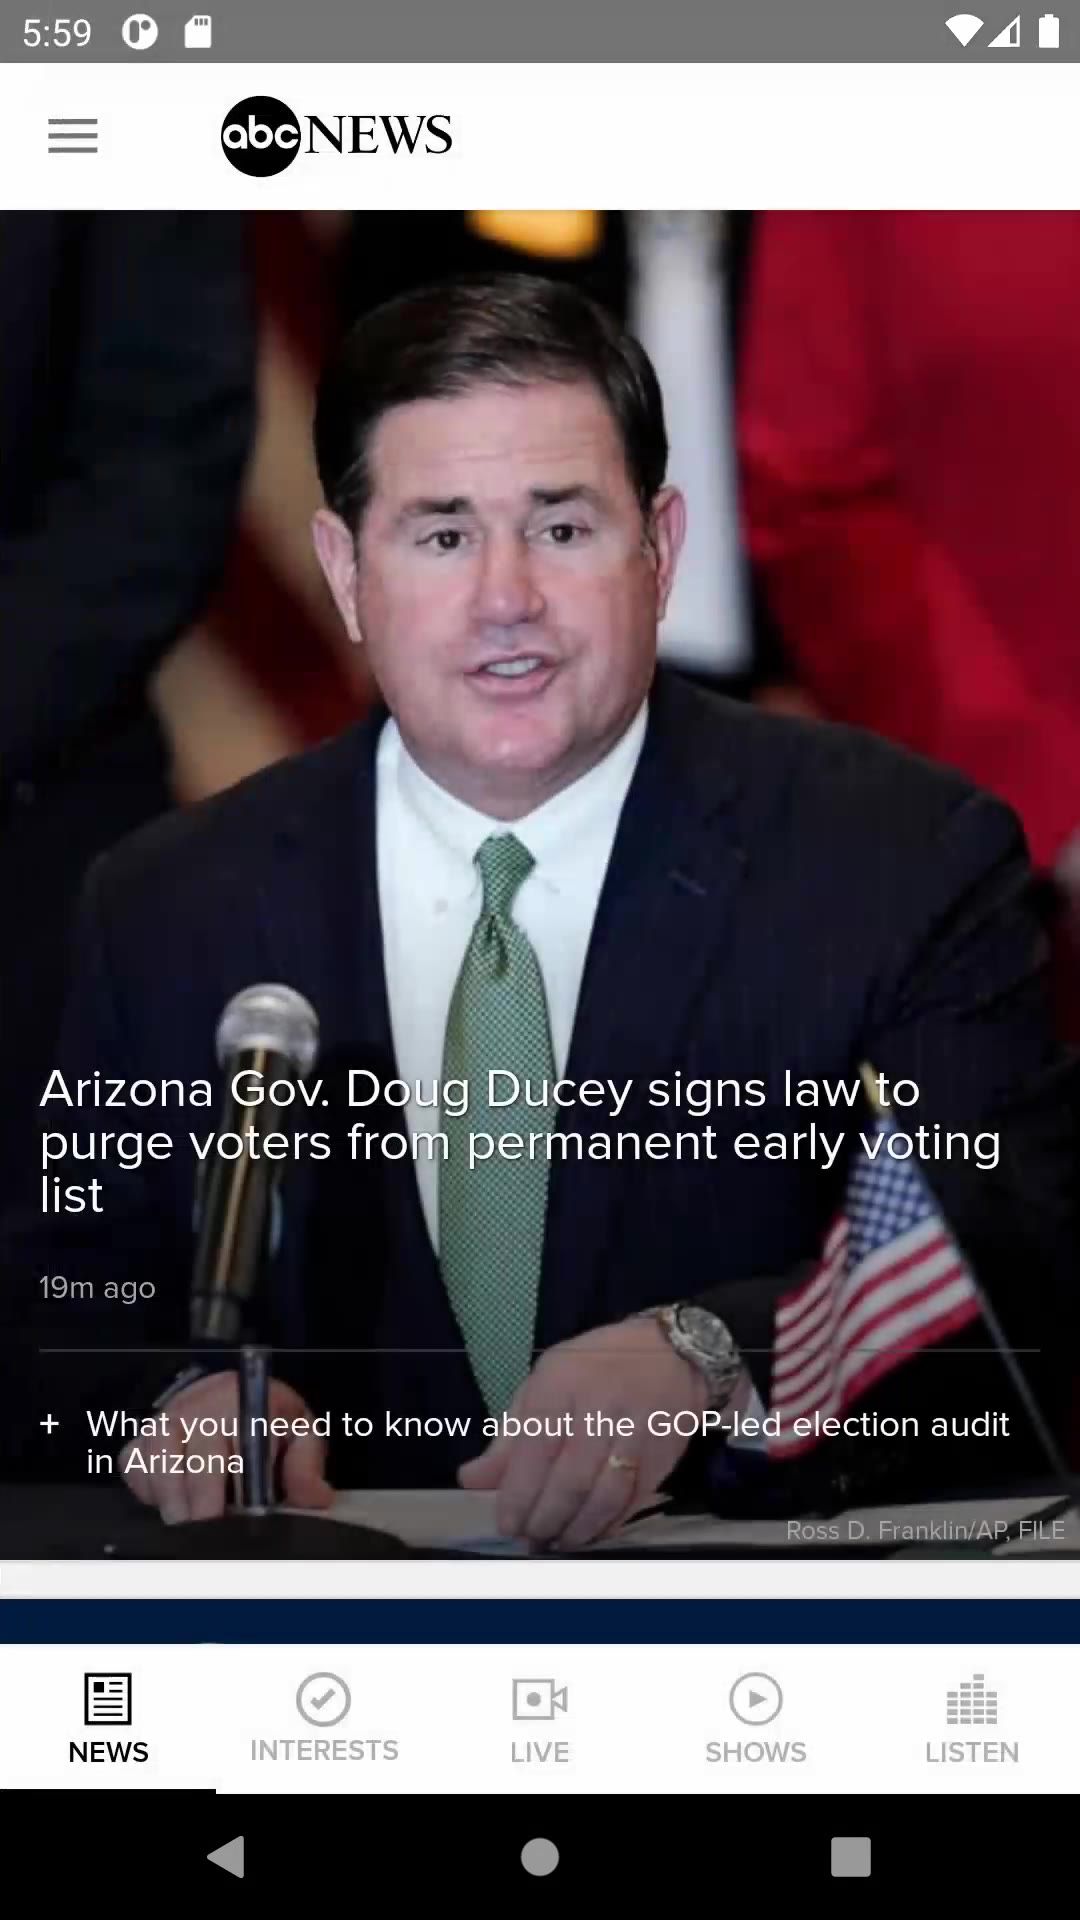 5:59
abc NEWS
Arizona Gov. Doug Ducey signs law to
purge voters from permanent early voting
list
19m ago
+ What you need to know about the GOP-led election audit
in Arizona
Ross D. Franklin/AP, FILE
NEWS
INTERESTS
LIVE
SHOWS
LISTEN